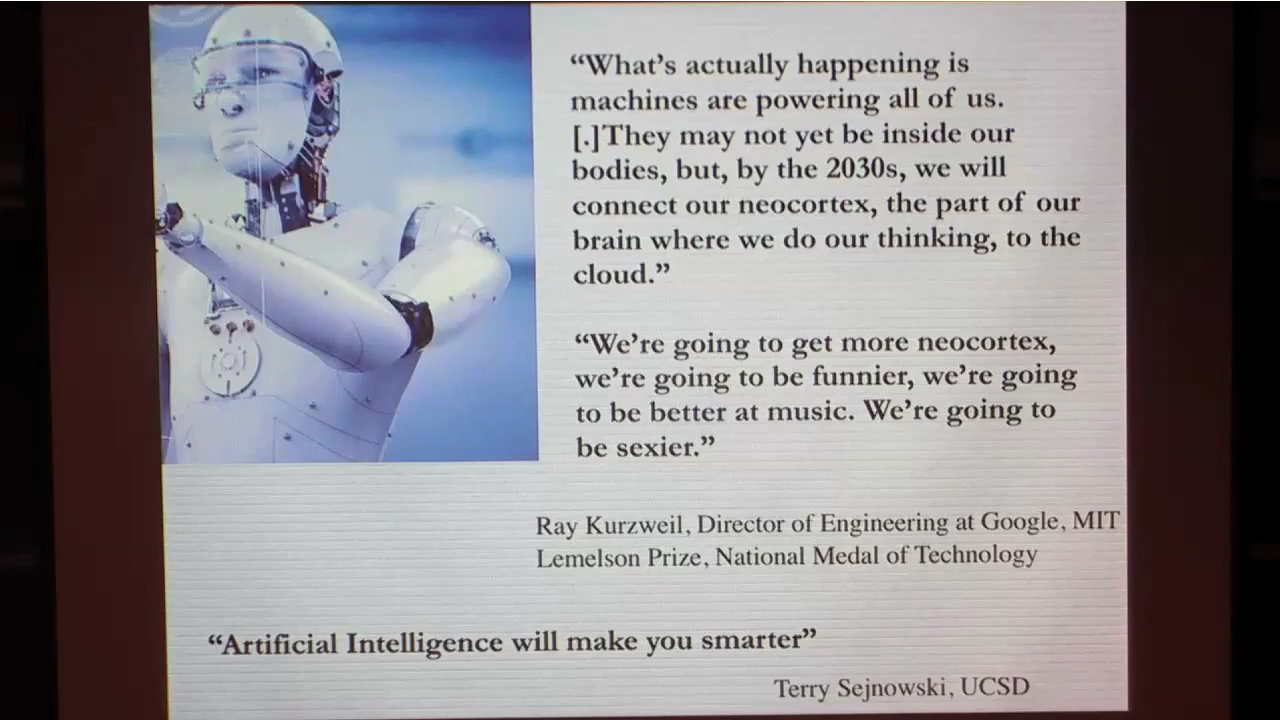 “What’s actually happening is
machines are powering all of us.
[.]They may not yet be inside our
bodies, but, by the 2030s, we will
connect our neocortex, the part of our
brain where we do our thinking, to the
cloud.”
“We’re going to get more neocortex,
we’re going to be funnier, we’re going
to be better at music. We’re going to
be sexier.”
Ray Kurzweil, Director of Engineering at Google, MIT
Lemelson Prize, National Medal of Technology
“Artificial Intelligence will make you smarter”
Terry Sejnowski, UCSD